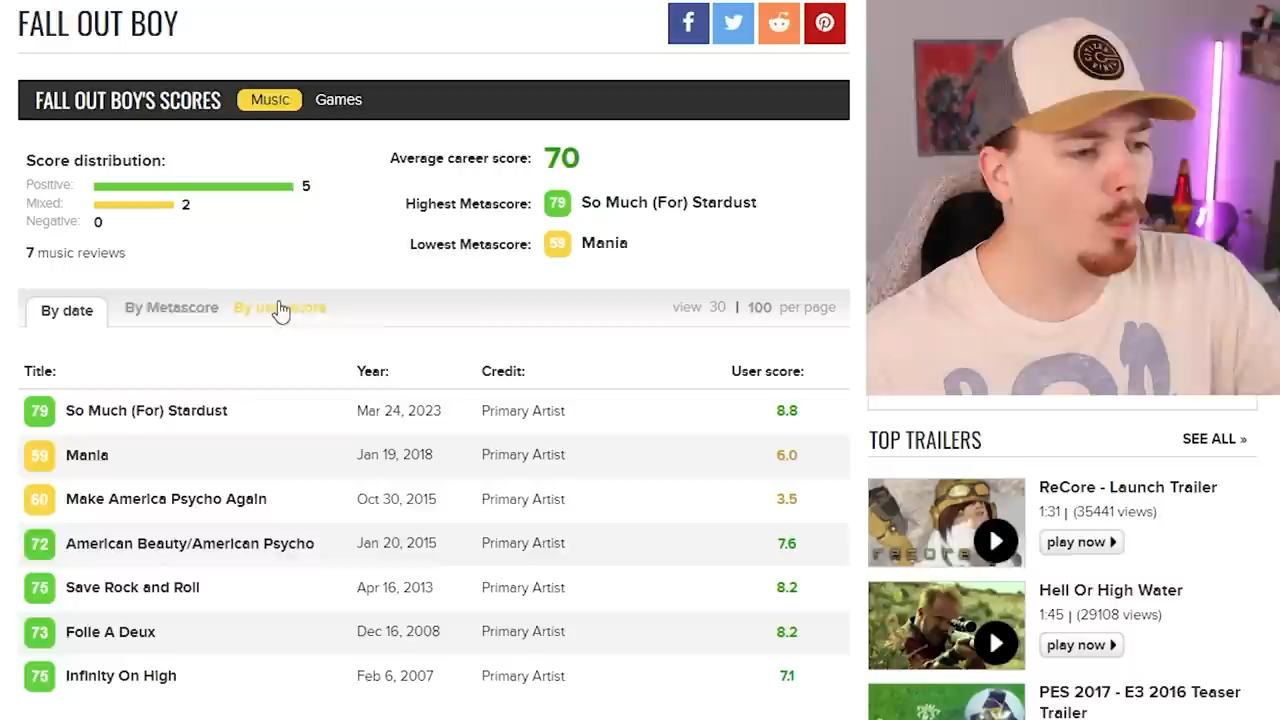 FALL OUT BOY
FALL OUT BOY'S SCORES Music Games
Score distribution:
Positive: 5
Mixed: 2
Negative: 0
7 music reviews
Average career score: 70
Highest Metascore: 79 So Much (For) Stardust
Lowest Metascore: 59 Mania
By date By Metascore By user score view 30 | 100 per page
Title: Year: Credit: User score:
79 So Much (For) Stardust Mar 24, 2023 Primary Artist 8.8
59 Mania Jan 19, 2018 Primary Artist 6.0
60 Make America Psycho Again Oct 30, 2015 Primary Artist 3.5
72 American Beauty/American Psycho Jan 20, 2015 Primary Artist 7.6
75 Save Rock and Roll Apr 16, 2013 Primary Artist 8.2
73 Folie A Deux Dec 16, 2008 Primary Artist 8.2
75 Infinity On High Feb 6, 2007 Primary Artist 7.1
TOP TRAILERS SEE ALL »
ReCore - Launch Trailer
1:31 | (35441 views)
play now
Hell Or High Water
1:45 | (29108 views)
play now
PES 2017 - E3 2016 Teaser
Trailer